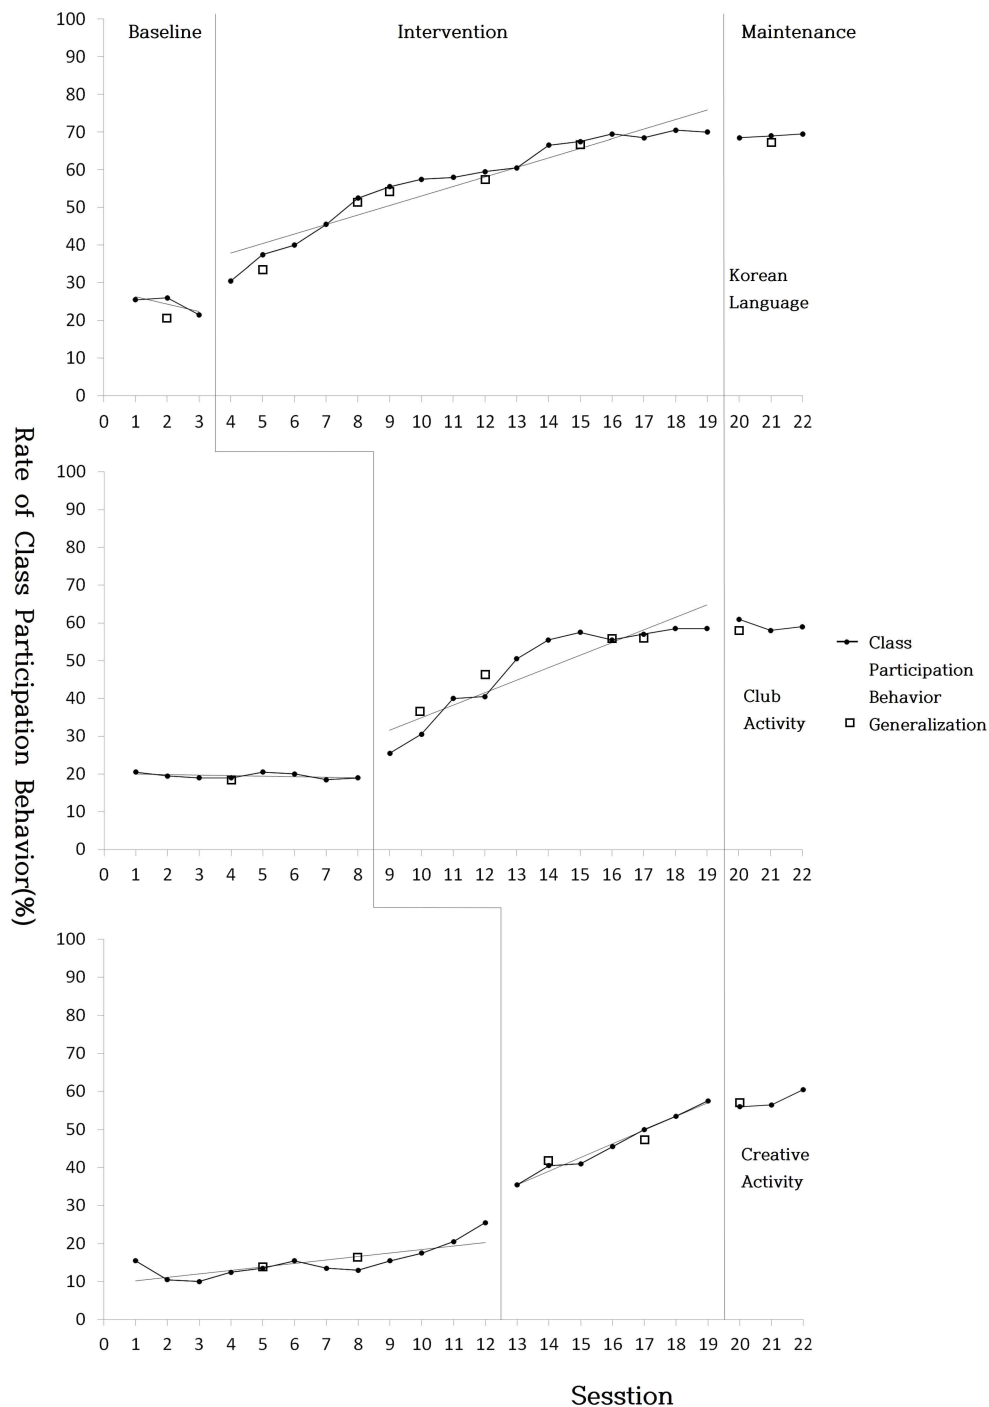 Baseline Intervention Maintenance
100
90
80
70
60
50
40
30
20
10
0
Korean
Language
0 1 2 3 4 5 6 7 8 9 10 11 12 13 14 15 16 17 18 19 20 21 22
Rate of Class Participation Behavior(%)
100
90
80
70
60
50
40
30
20
10
0
Club
Activity
0 1 2 3 4 5 6 7 8 9 10 11 12 13 14 15 16 17 18 19 20 21 22
Class
Participation
Behavior
Generalization
100
90
80
70
60
50
40
30
20
10
0
Creative
Activity
0 1 2 3 4 5 6 7 8 9 10 11 12 13 14 15 16 17 18 19 20 21 22
Sesstion